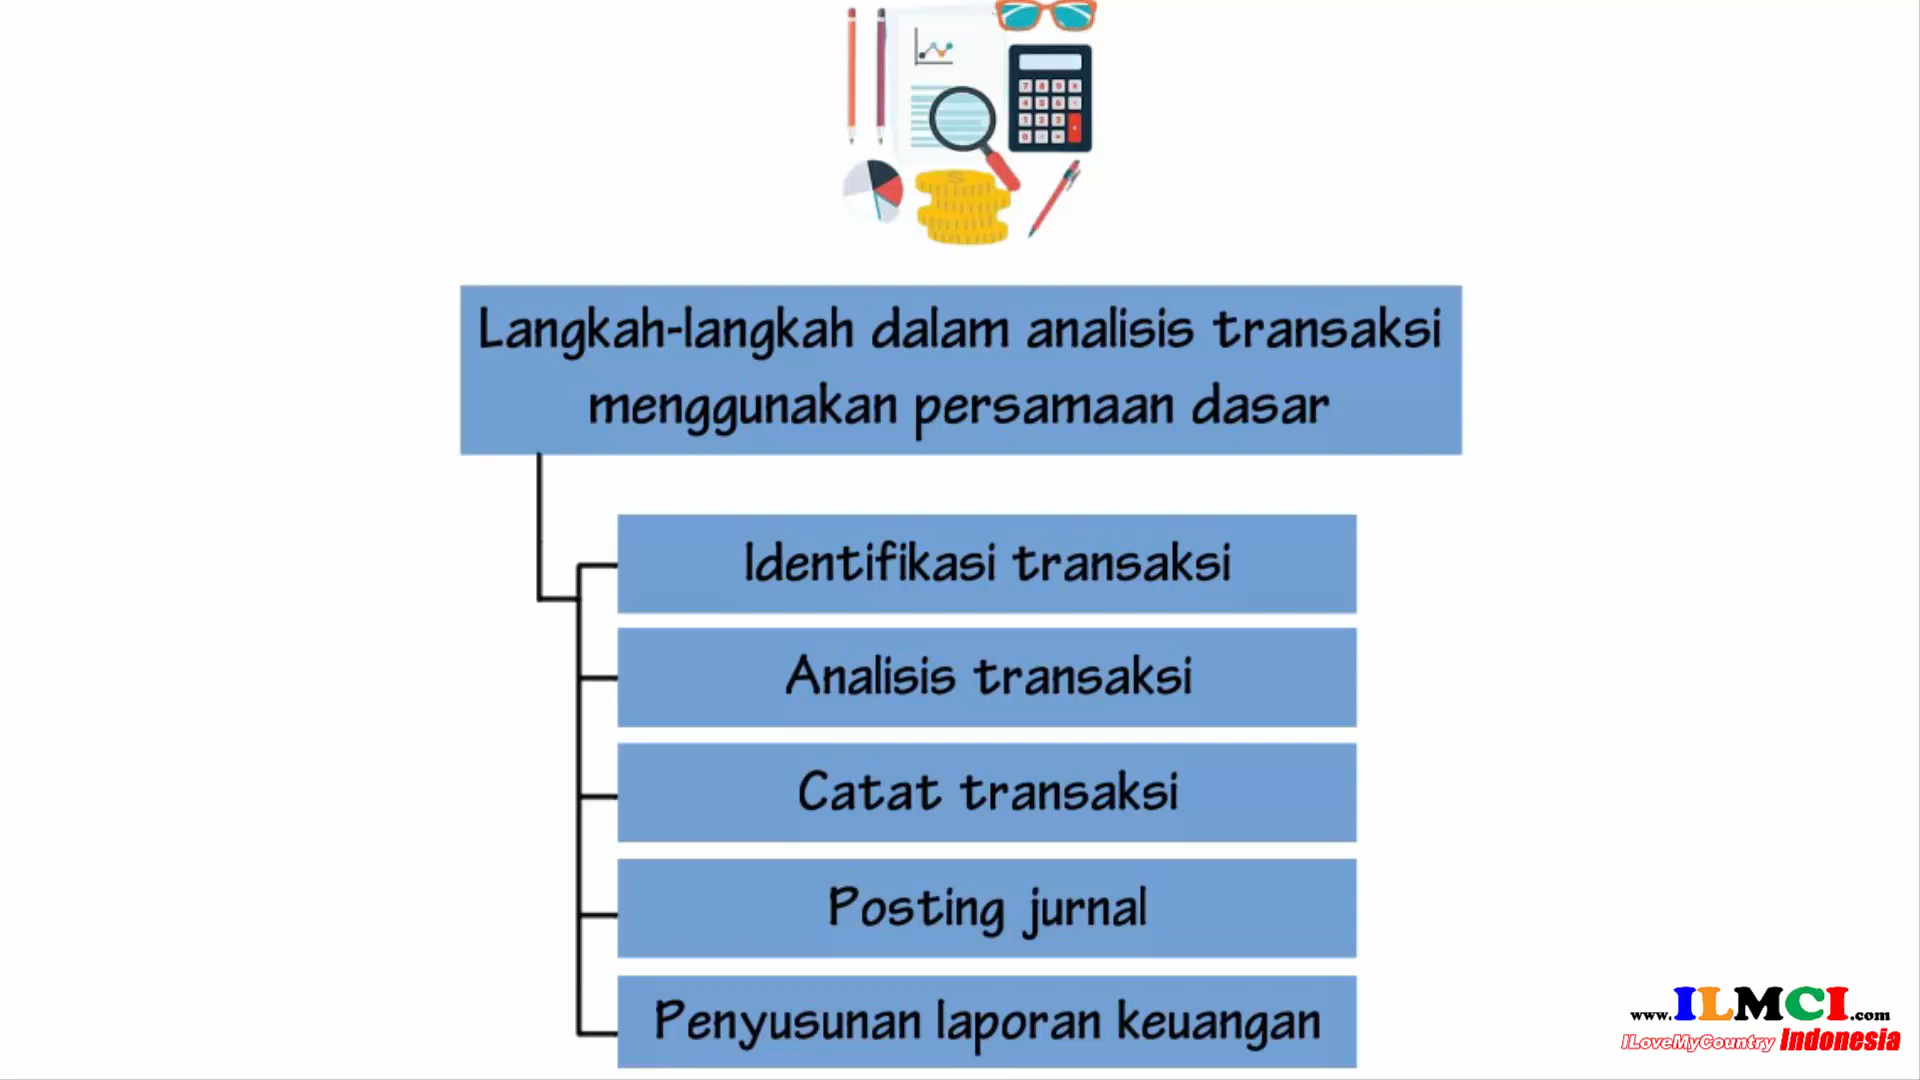 Langkah-langkah dalam analisis transaksi
menggunakan persamaan dasar
Identifikasi transaksi
Analisis transaksi
Catat transaksi
Posting jurnal
Penyusunan laporan keuangan
www.ILMCI.com
ILoveMyCountry Indonesia